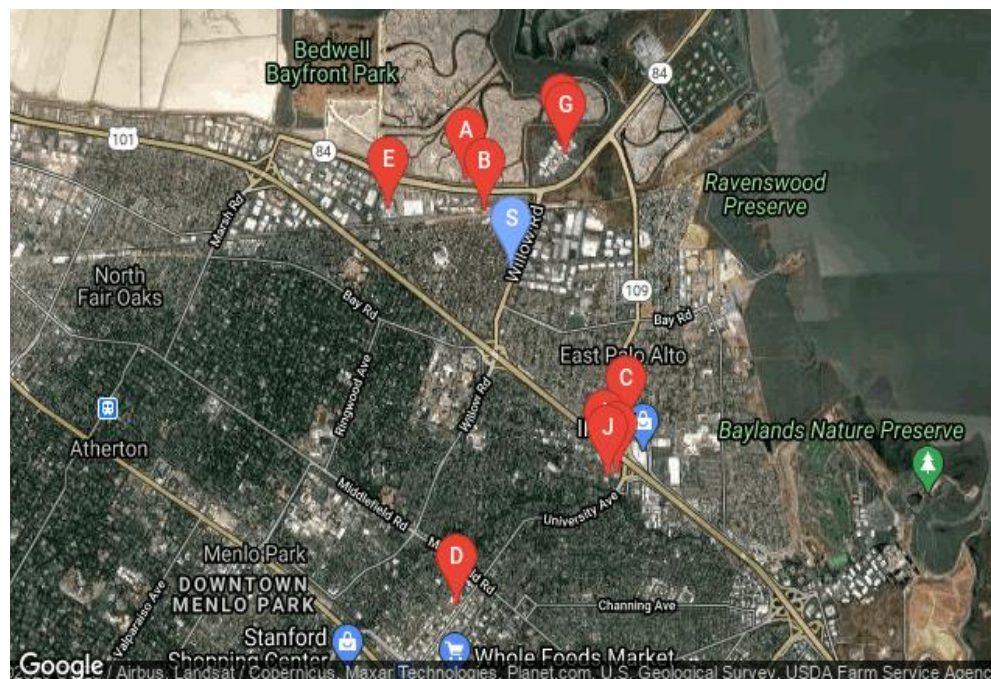 Bedwell
Bayfront Park
84
101
84
A
G
E
B
Marsh Rd
S
Willow Rd
Ravenswood
Preserve
North
Fair Oaks
109
Bay Rd
Bay Rd
East Palo Alto
Ringwood Ave
Willow Rd
C
J
Baylands Nature Preserve
Atherton
Middlefield Rd
University Ave
Menlo Park
DOWNTOWN
MENLO PARK
D
Channing Ave
Valparaiso Ave
Stanford
Shopping Center
Whole Foods Market
Google
/ Airbus, Landsat / Copernicus, Maxar Technologies, Planet.com, U.S. Geological Survey, USDA Farm Service Agenc